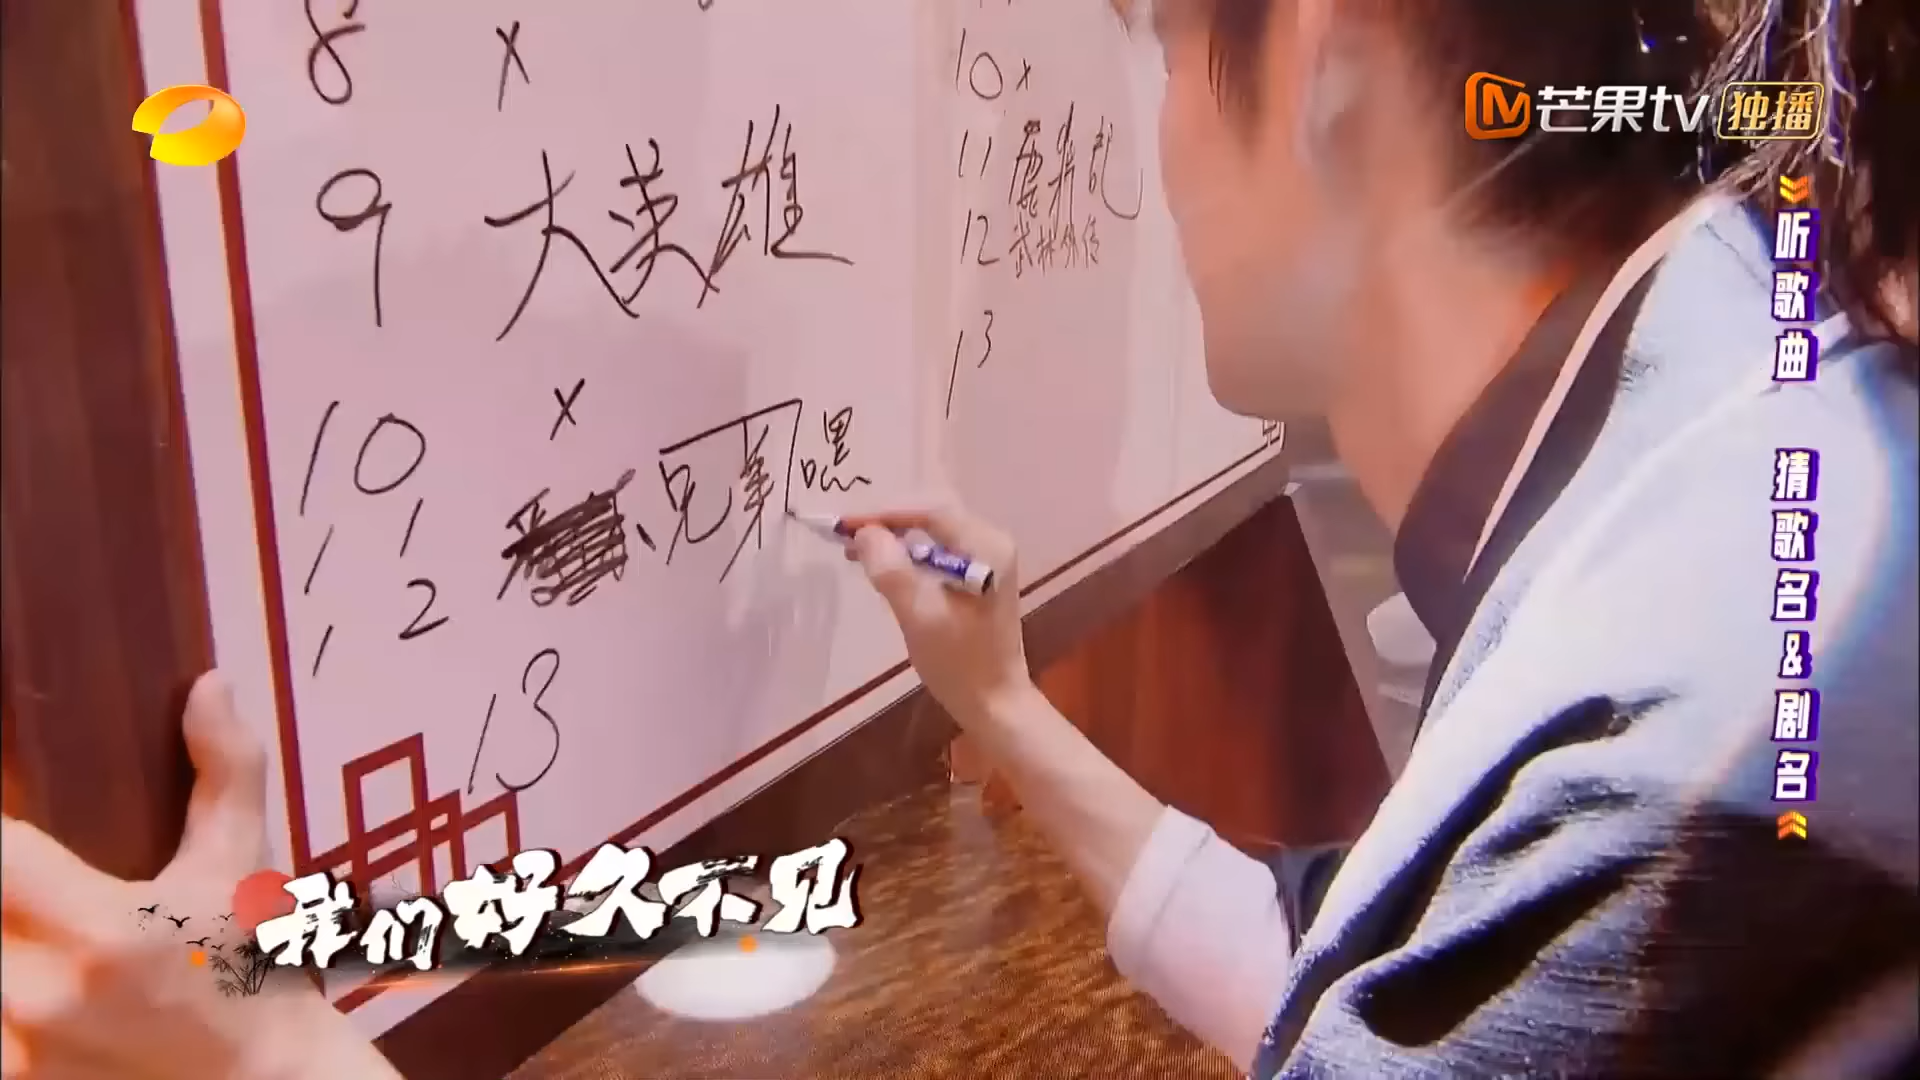 8 x
9 大英雄
10 x
11 兄弟嘿
12
13
10 x
11
12 武林外传
13
芒果tv 独播
听歌曲 猜歌名&剧名
我们好久不见